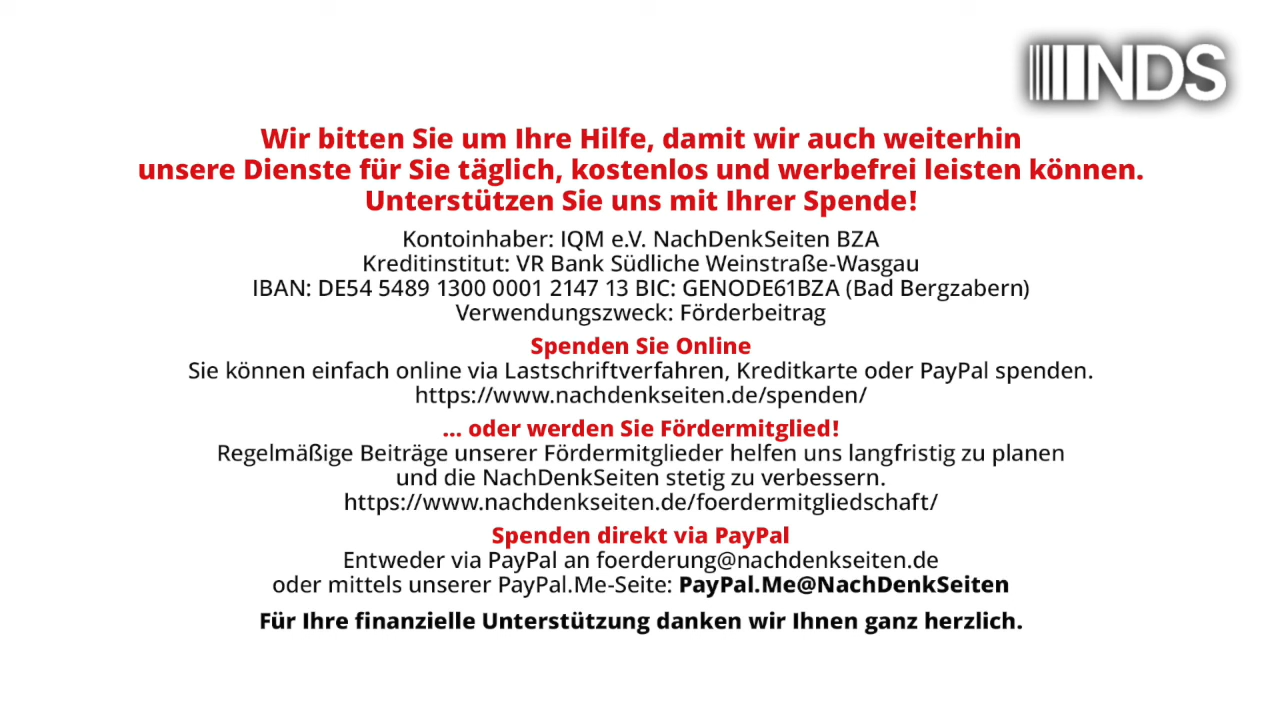 NDS
Wir bitten Sie um Ihre Hilfe, damit wir auch weiterhin
unsere Dienste für Sie täglich, kostenlos und werbefrei leisten können.
Unterstützen Sie uns mit Ihrer Spende!
Kontoinhaber: IQM e.V. NachDenkSeiten BZA
Kreditinstitut: VR Bank Südliche Weinstraße-Wasgau
IBAN: DE54 5489 1300 0001 2147 13 BIC: GENODE61BZA (Bad Bergzabern)
Verwendungszweck: Förderbeitrag
Spenden Sie Online
Sie können einfach online via Lastschriftverfahren, Kreditkarte oder PayPal spenden.
https://www.nachdenkseiten.de/spenden/
... oder werden Sie Fördermitglied!
Regelmäßige Beiträge unserer Fördermitglieder helfen uns langfristig zu planen
und die NachDenkSeiten stetig zu verbessern.
https://www.nachdenkseiten.de/foerdermitgliedschaft/
Spenden direkt via PayPal
Entweder via PayPal an foerderung@nachdenkseiten.de
oder mittels unserer PayPal.Me-Seite: PayPal.Me@NachDenkSeiten
Für Ihre finanzielle Unterstützung danken wir Ihnen ganz herzlich.